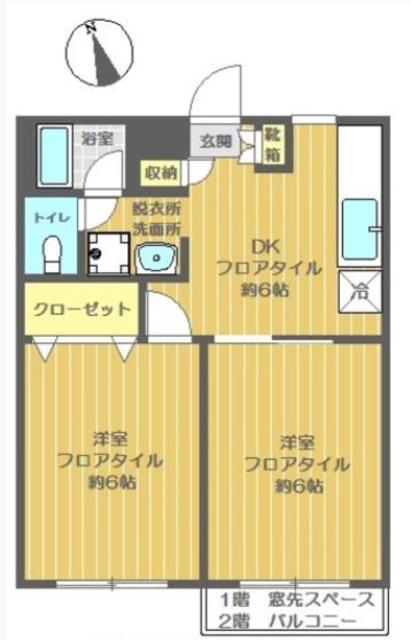 N
浴室
玄関
靴
箱
収納
トイレ
脱衣所
洗面所
DK
フロアタイル
約6帖
冷
クローゼット
洋室
フロアタイル
約6帖
洋室
フロアタイル
約6帖
1階 窓先スペース
2階 バルコニー